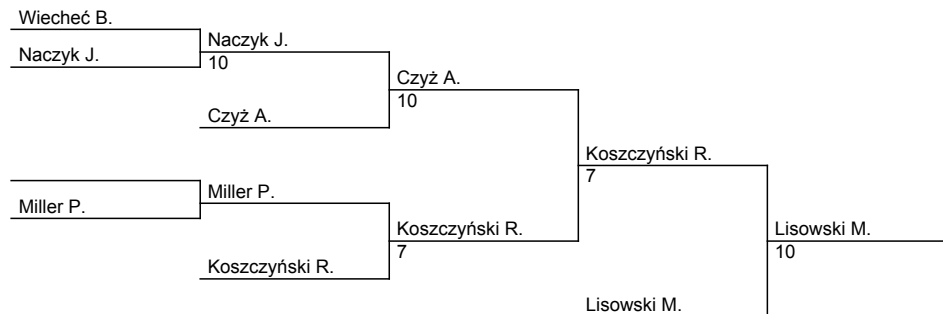 Wiecheć B.
Naczyk J.
Naczyk J.
10
Czyż A.
10
Czyż A.
Koszczyński R.
7
Miller P.
Miller P.
Koszczyński R.
7
Koszczyński R.
Lisowski M.
10
Lisowski M.